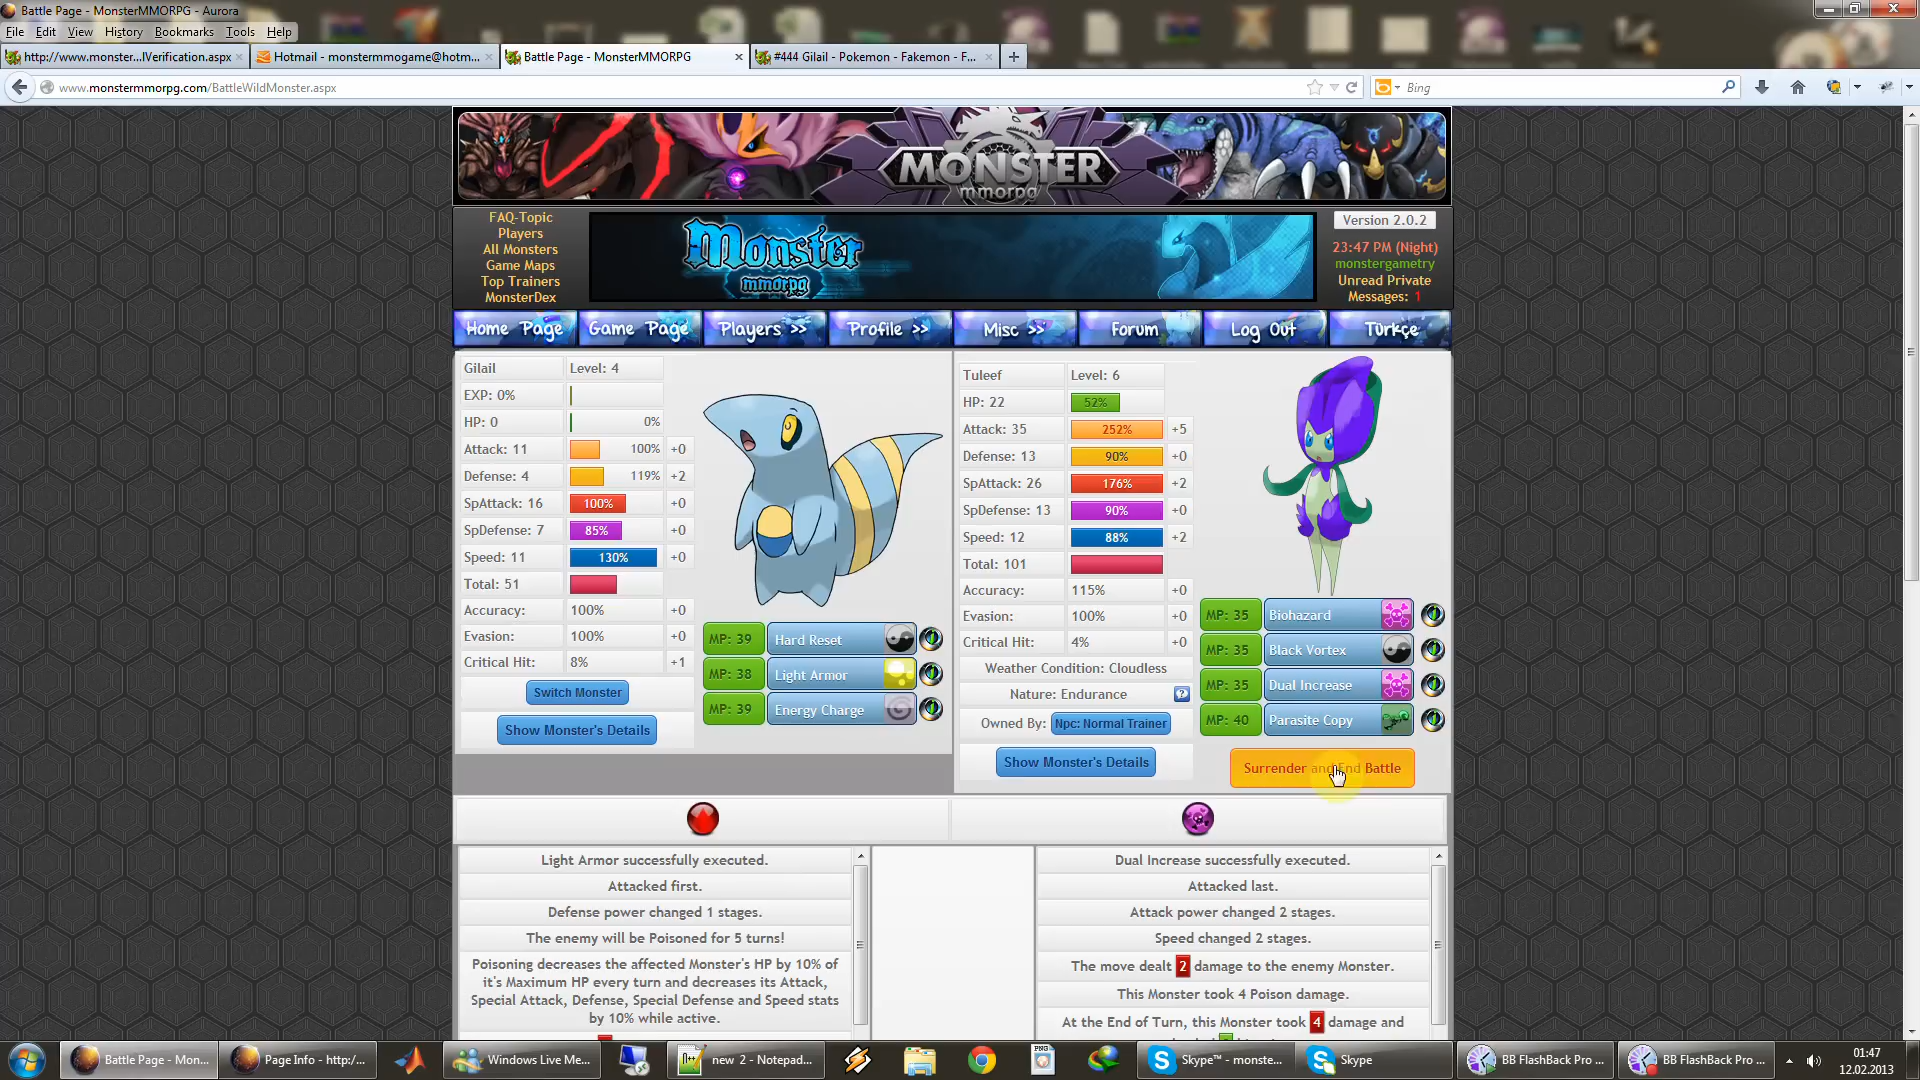 Battle Page - MonsterMMORPG - Aurora
File Edit View History Bookmarks Tools Help
http://www.monster...lVerification.aspx
Hotmail - monstermmogame@hotm...
Battle Page - MonsterMMORPG
#444 Gilail - Pokemon - Fakemon - F...
www.monstermmorpg.com/BattleWildMonster.aspx
Bing
MONSTER
mmorpg
FAQ-Topic
Players
All Monsters
Game Maps
Top Trainers
MonsterDex
Monster
mmorpg
Version 2.0.2
23:47 PM (Night)
monstergametry
Unread Private
Messages: 1
Home Page
Game Page
Players >>
Profile >>
Misc >>
Forum
Log Out
Türkçe
Gilail Level: 4
EXP: 0%
HP: 0 0%
Attack: 11 100% +0
Defense: 4 119% +2
SpAttack: 16 100% +0
SpDefense: 7 85% +0
Speed: 11 130% +0
Total: 51
Accuracy: 100% +0
Evasion: 100% +0
Critical Hit: 8% +1
Switch Monster
Show Monster's Details
MP: 39 Hard Reset
MP: 38 Light Armor
MP: 39 Energy Charge
Tuleef Level: 6
HP: 22 52%
Attack: 35 252% +5
Defense: 13 90% +0
SpAttack: 26 176% +2
SpDefense: 13 90% +0
Speed: 12 88% +2
Total: 101
Accuracy: 115% +0
Evasion: 100% +0
Critical Hit: 4% +0
Weather Condition: Cloudless
Nature: Endurance ?
Owned By: Npc: Normal Trainer
Show Monster's Details
MP: 35 Biohazard
MP: 35 Black Vortex
MP: 35 Dual Increase
MP: 40 Parasite Copy
Surrender and End Battle
Light Armor successfully executed.
Attacked first.
Defense power changed 1 stages.
The enemy will be Poisoned for 5 turns!
Poisoning decreases the affected Monster's HP by 10% of
it's Maximum HP every turn and decreases its Attack,
Special Attack, Defense, Special Defense and Speed stats
by 10% while active.
Dual Increase successfully executed.
Attacked last.
Attack power changed 2 stages.
Speed changed 2 stages.
The move dealt 2 damage to the enemy Monster.
This Monster took 4 Poison damage.
At the End of Turn, this Monster took 4 damage and
Battle Page - Mon...
Page Info - http:/...
Windows Live Me...
new 2 - Notepad...
PNG
Skype™ - monste...
Skype
BB FlashBack Pro ...
BB FlashBack Pro ...
01:47
12.02.2013